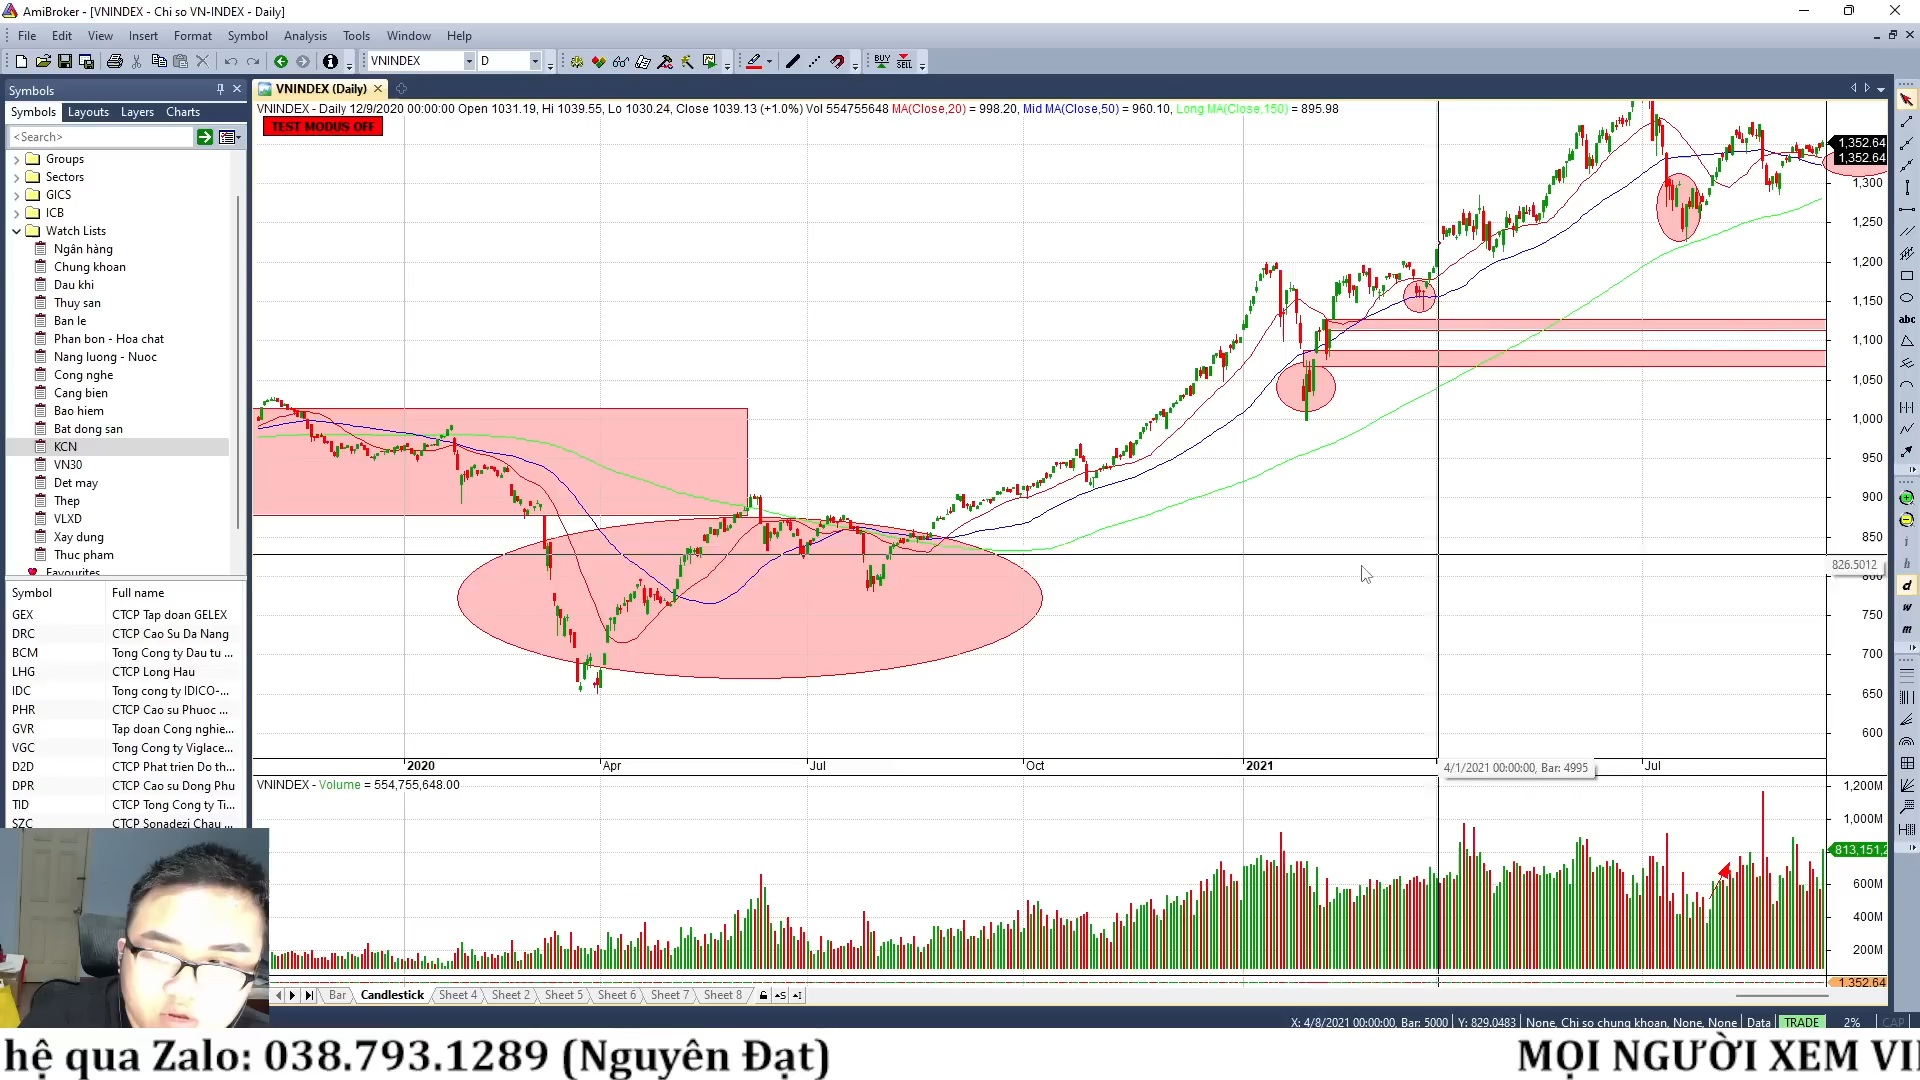 AmiBroker - [VNINDEX - Chi so VN-INDEX - Daily]
File Edit View Insert Format Symbol Analysis Tools Window Help
VNINDEX D BUY SELL
Symbols
VNINDEX (Daily)
Symbols Layouts Layers Charts
VNINDEX - Daily 12/9/2020 00:00:00 Open 1031.19, Hi 1039.55, Lo 1030.24, Close 1039.13 (+1.0%) Vol 554755648 MA(Close,20) = 998.20, Mid MA(Close,50) = 960.10, Long MA(Close,150) = 895.98
TEST MODUS OFF
<Search>
Groups
Sectors
GICS
ICB
Watch Lists
Ngân hàng
Chung khoan
Dau khi
Thuy san
Ban le
Phan bon - Hoa chat
Nang luong - Nuoc
Cong nghe
Cang bien
Bao hiem
Bat dong san
KCN
VN30
Det may
Thep
VLXD
Xay dung
Thuc pham
Favourites
Symbol Full name
GEX CTCP Tap doan GELEX
DRC CTCP Cao Su Da Nang
BCM Tong Cong ty Dau tu ...
LHG CTCP Long Hau
IDC Tong cong ty IDICO-...
PHR CTCP Cao su Phuoc ...
GVR Tap doan Cong nghie...
VGC Tong Cong ty Viglace...
D2D CTCP Phat trien Do th...
DPR CTCP Cao su Dong Phu
TID CTCP Tong Cong ty Ti...
SZC CTCP Sonadezi Chau ...
1,352.64
1,352.64
1,300
1,250
1,200
1,150
1,100
1,050
1,000
950
900
850
826.5012
800
750
700
650
600
2020 Apr Jul Oct 2021 4/1/2021 00:00:00, Bar: 4995 Jul
VNINDEX - Volume = 554,755,648.00
1,200M
1,000M
813,151,2
600M
400M
200M
1,352.64
abc
i
h
d
w
m
Bar Candlestick Sheet 4 Sheet 2 Sheet 5 Sheet 6 Sheet 7 Sheet 8
X: 4/8/2021 00:00:00, Bar: 5000 Y: 829.0483 None, Chi so chung khoan, None, None Data TRADE 2% CAP
hệ qua Zalo: 038.793.1289 (Nguyên Đạt) MỌI NGƯỜI XEM VI